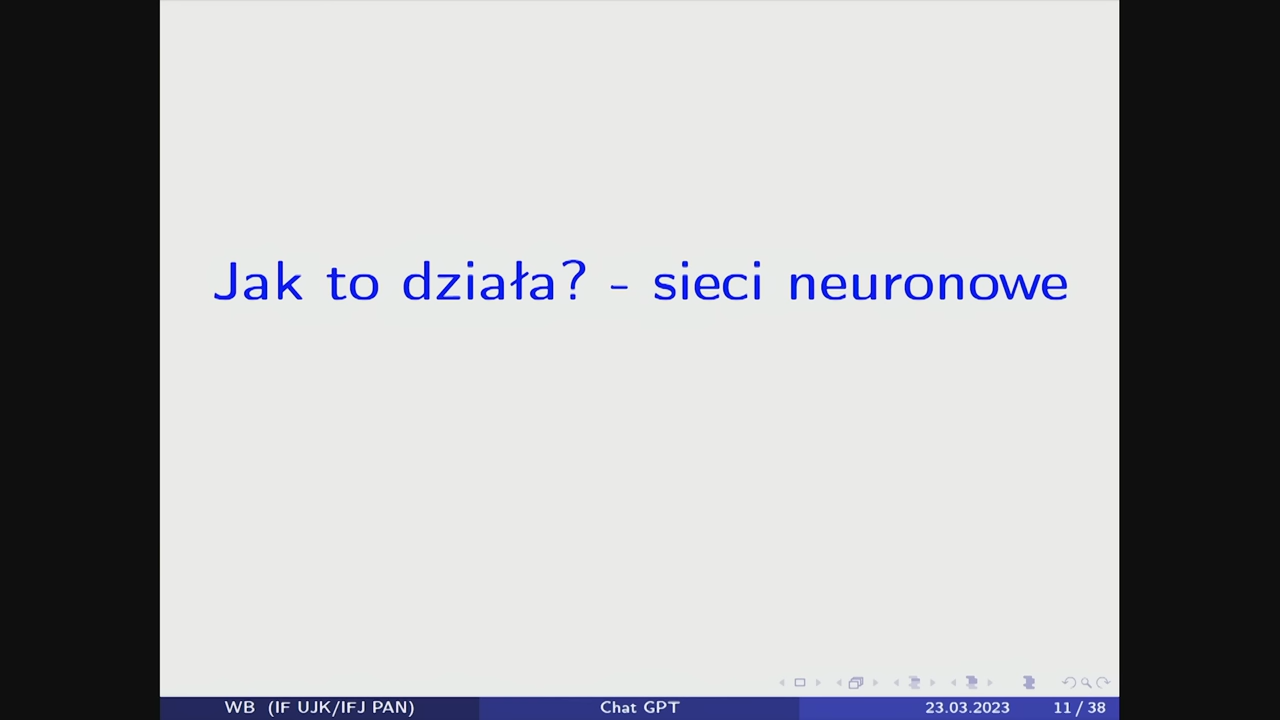 Jak to działa? - sieci neuronowe
WB (IF UJK/IFJ PAN) Chat GPT 23.03.2023 11 / 38